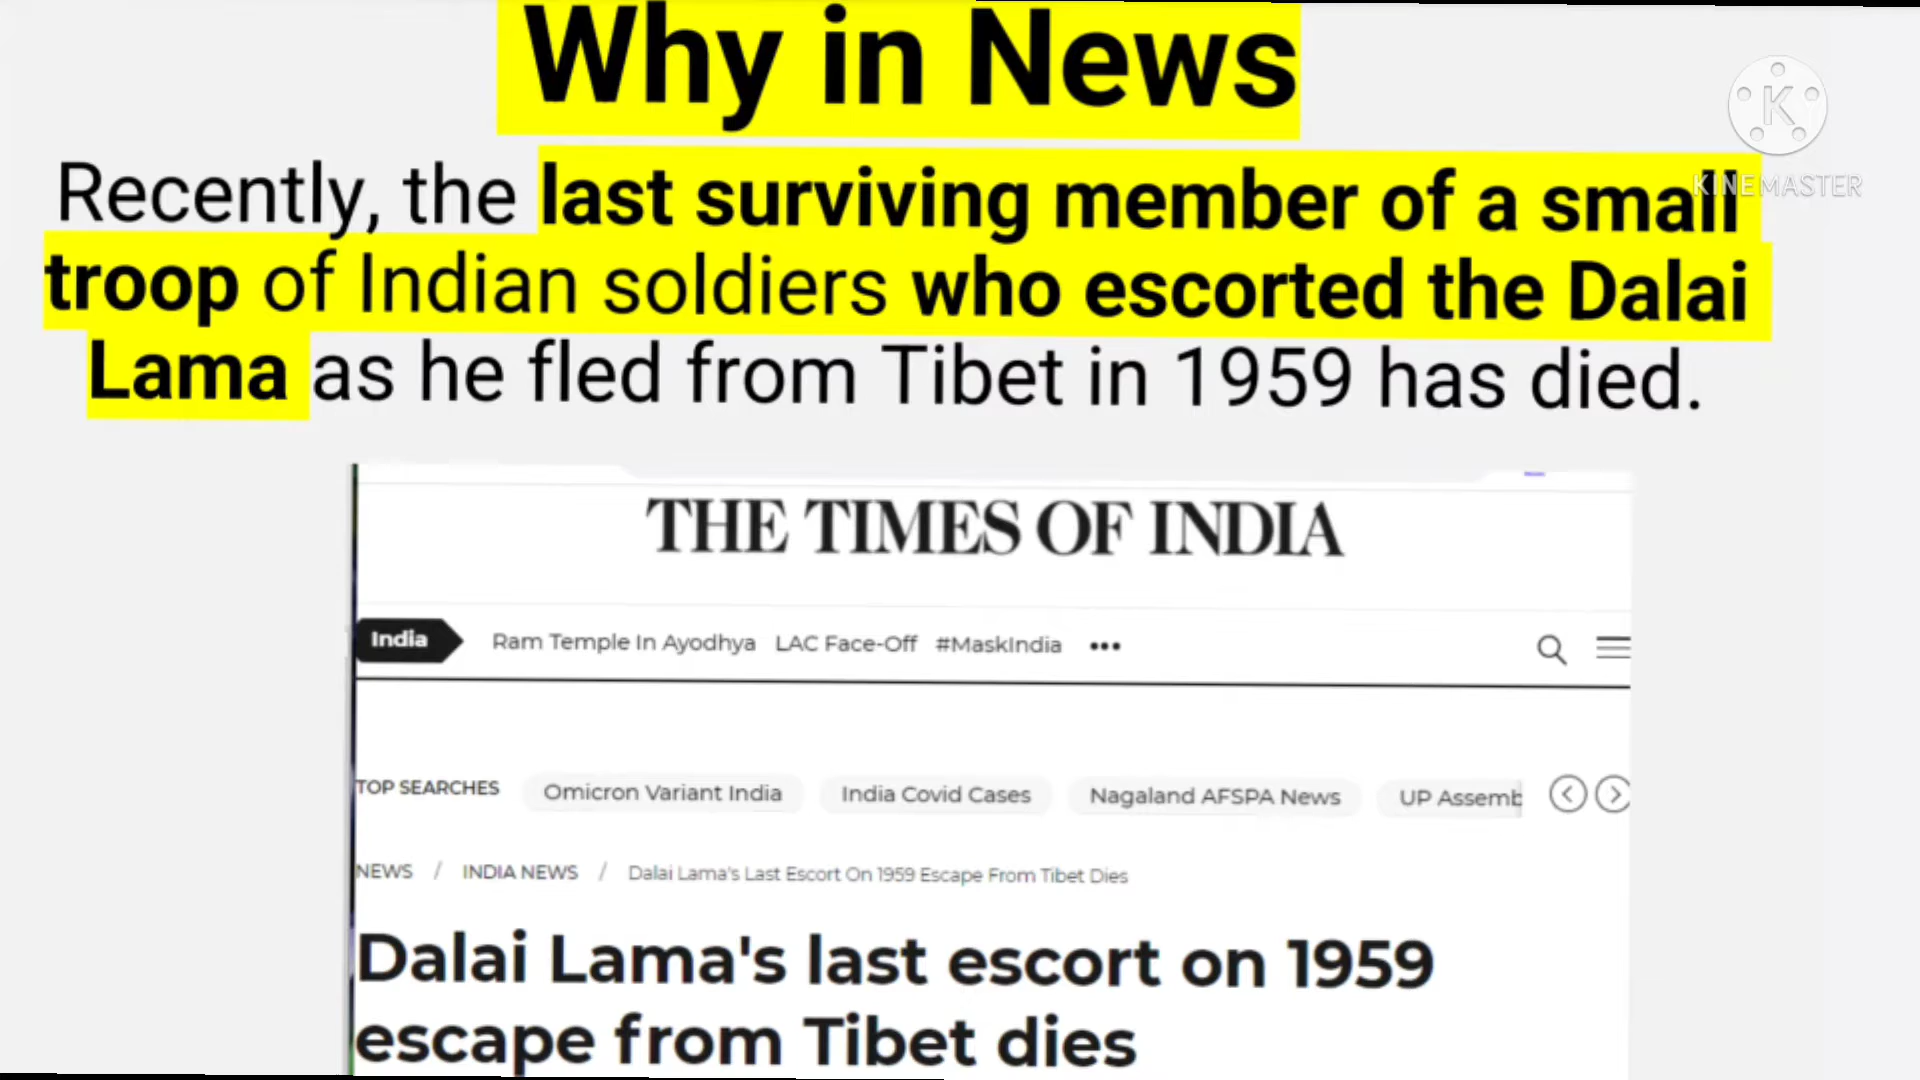 Why in News
Recently, the last surviving member of a small
troop of Indian soldiers who escorted the Dalai
Lama as he fled from Tibet in 1959 has died.
K
KINEMASTER
THE TIMES OF INDIA
India Ram Temple In Ayodhya LAC Face-Off #MaskIndia •••
TOP SEARCHES Omicron Variant India India Covid Cases Nagaland AFSPA News UP Assemb
NEWS / INDIA NEWS / Dalai Lama's Last Escort On 1959 Escape From Tibet Dies
Dalai Lama's last escort on 1959
escape from Tibet dies